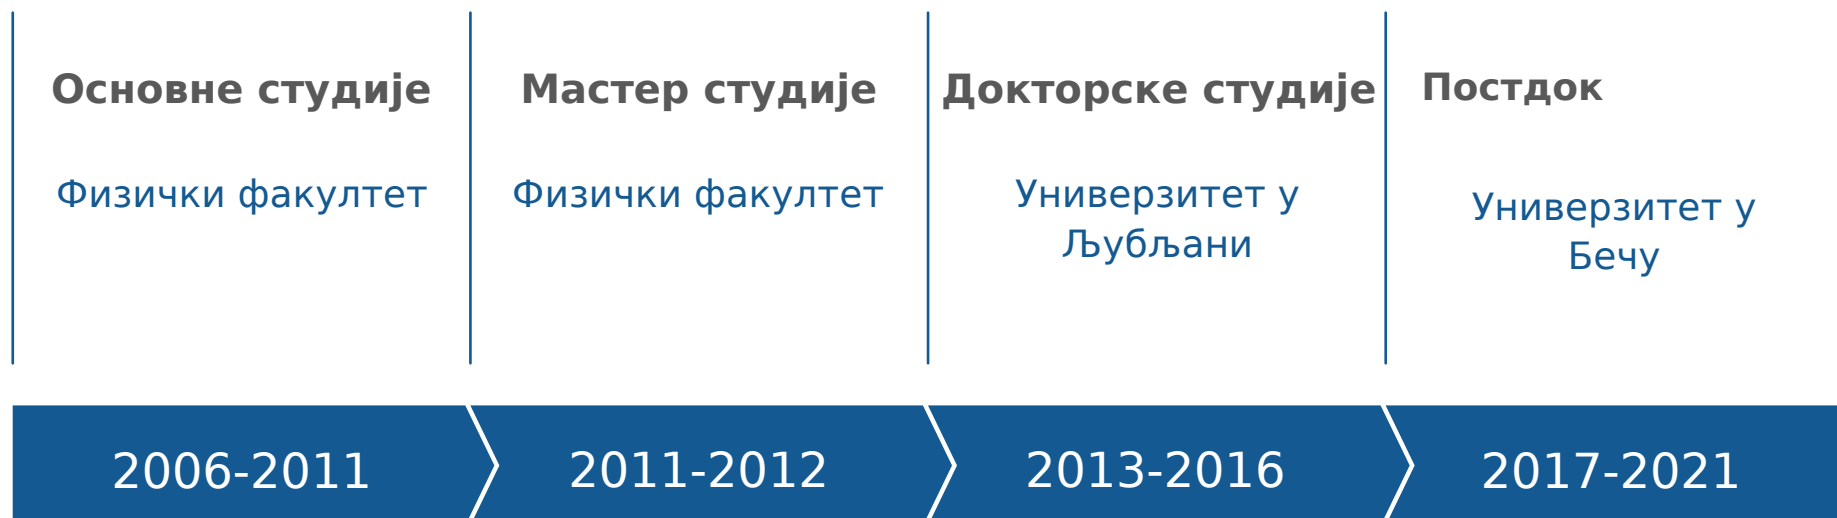 Основне студије
Физички факултет
2006-2011
Мастер студије
Физички факултет
2011-2012
Докторске студије
Универзитет у
Љубљани
2013-2016
Постдок
Универзитет у
Бечу
2017-2021